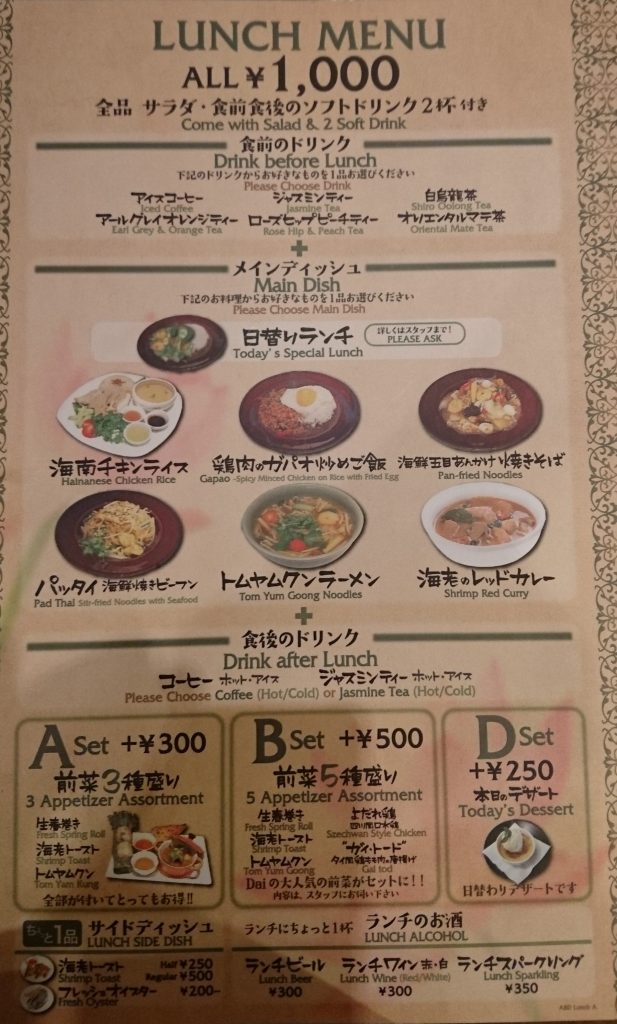 LUNCH MENU
ALL ¥1,000
全品 サラダ・食前食後のソフトドリンク2杯付き
Come with Salad & 2 Soft Drink
食前のドリンク
Drink before Lunch
下記のドリンクからお好きなものを1品お選びください
Please Choose Drink
アイスコーヒー ジャスミンティー 白烏龍茶
Iced Coffee Jasmine Tea Shiro Oolong Tea
アールグレイオレンジティー ローズヒップピーチティー オリエンタルマテ茶
Earl Grey & Orange Tea Rose Hip & Peach Tea Oriental Mate Tea
+
メインディッシュ
Main Dish
下記のお料理からお好きなものを1品お選びください
Please Choose Main Dish
日替りランチ 詳しくはスタッフまで!
Today's Special Lunch PLEASE ASK
海南チキンライス 鶏肉のガパオ炒めご飯 海鮮五目あんかけ焼きそば
Hainanese Chicken Rice Gapao -Spicy Minced Chicken on Rice with Fried Egg Pan-fried Noodles
パッタイ 海鮮焼きビーフン トムヤムクンラーメン 海老のレッドカレー
Pad Thai Stir-fried Noodles with Seafood Tom Yum Goong Noodles Shrimp Red Curry
+
食後のドリンク
Drink after Lunch
コーヒー ホット・アイス ジャスミンティー ホット・アイス
Please Choose Coffee (Hot/Cold) or Jasmine Tea (Hot/Cold)
A Set +¥300
前菜3種盛り
3 Appetizer Assortment
生春巻き
Fresh Spring Roll
海老トースト
Shrimp Toast
トムヤムクン
Tom Yam Kung
全部が付いてとってもお得!!
B Set +¥500
前菜5種盛り
5 Appetizer Assortment
生春巻き よだれ鶏
Fresh Spring Roll 四川風口水鶏
海老トースト Szechwan Style Chicken
Shrimp Toast "ガイ・トード"
トムヤムクン タイ風鶏もも肉の唐揚げ
Tom Yum Goong Gai tod
Daiの大人気の前菜がセットに!!
内容は、スタッフにお伺い下さい
D Set
+¥250
本日のデザート
Today's Dessert
日替わりデザートです
ちょこっと1品 サイドディッシュ
LUNCH SIDE DISH
海老トースト Half ¥250
Shrimp Toast Regular ¥500
フレッシュオイスター ¥200~
Fresh Oyster
ランチにちょっと1杯 ランチのお酒
LUNCH ALCOHOL
ランチビール ランチワイン 赤・白 ランチスパークリング
Lunch Beer Lunch Wine (Red/White) Lunch Sparkling
¥300 ¥300 ¥350